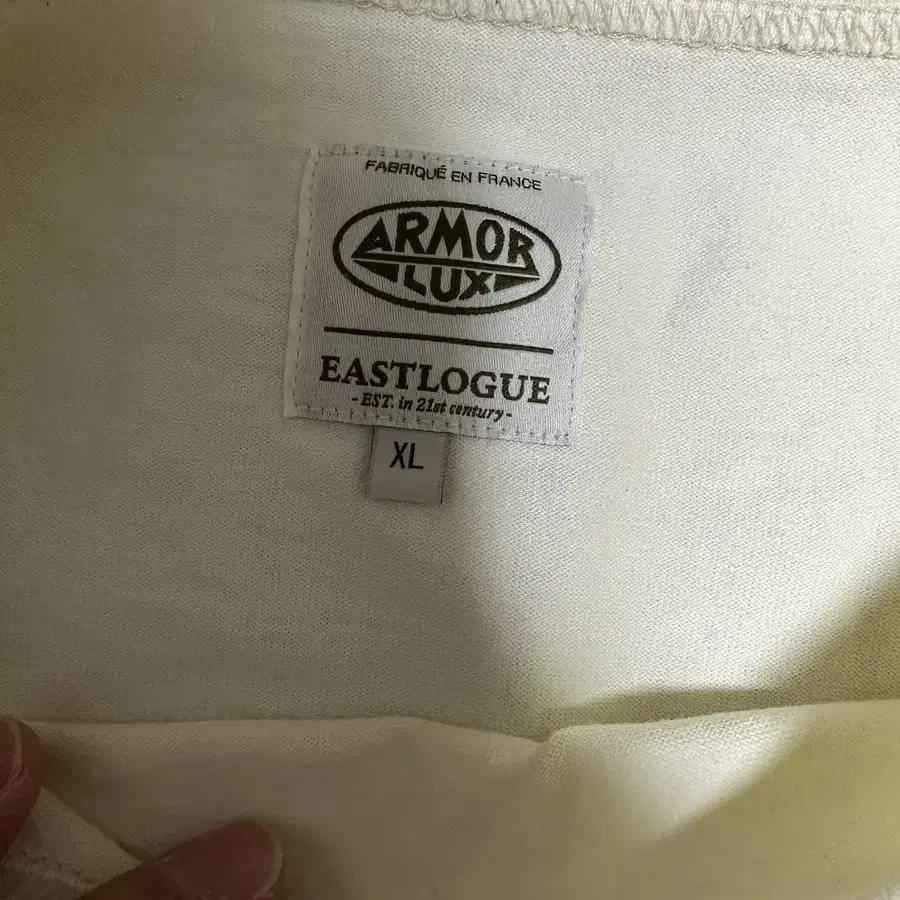 FABRIQUÉ EN FRANCE
ARMOR
LUX
EASTLOGUE
- EST. in 21st century -
XL